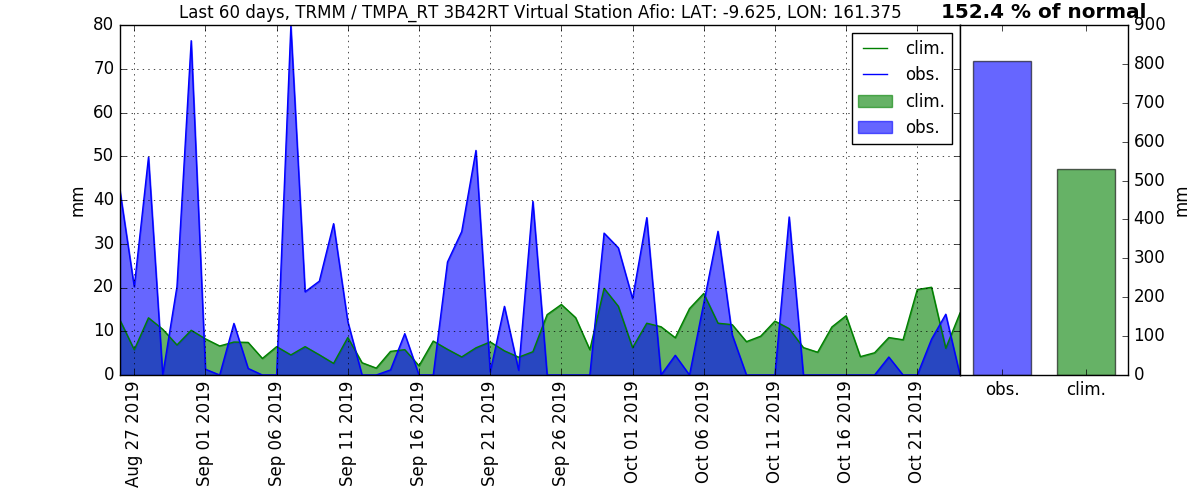 Last 60 days, TRMM / TMPA_RT 3B42RT Virtual Station Afio: LAT: -9.625, LON: 161.375
152.4 % of normal
80
70
60
50
40
30
20
10
0
mm
clim.
obs.
clim.
obs.
Aug 27 2019
Sep 01 2019
Sep 06 2019
Sep 11 2019
Sep 16 2019
Sep 21 2019
Sep 26 2019
Oct 01 2019
Oct 06 2019
Oct 11 2019
Oct 16 2019
Oct 21 2019
900
800
700
600
500
400
300
200
100
0
mm
obs.
clim.